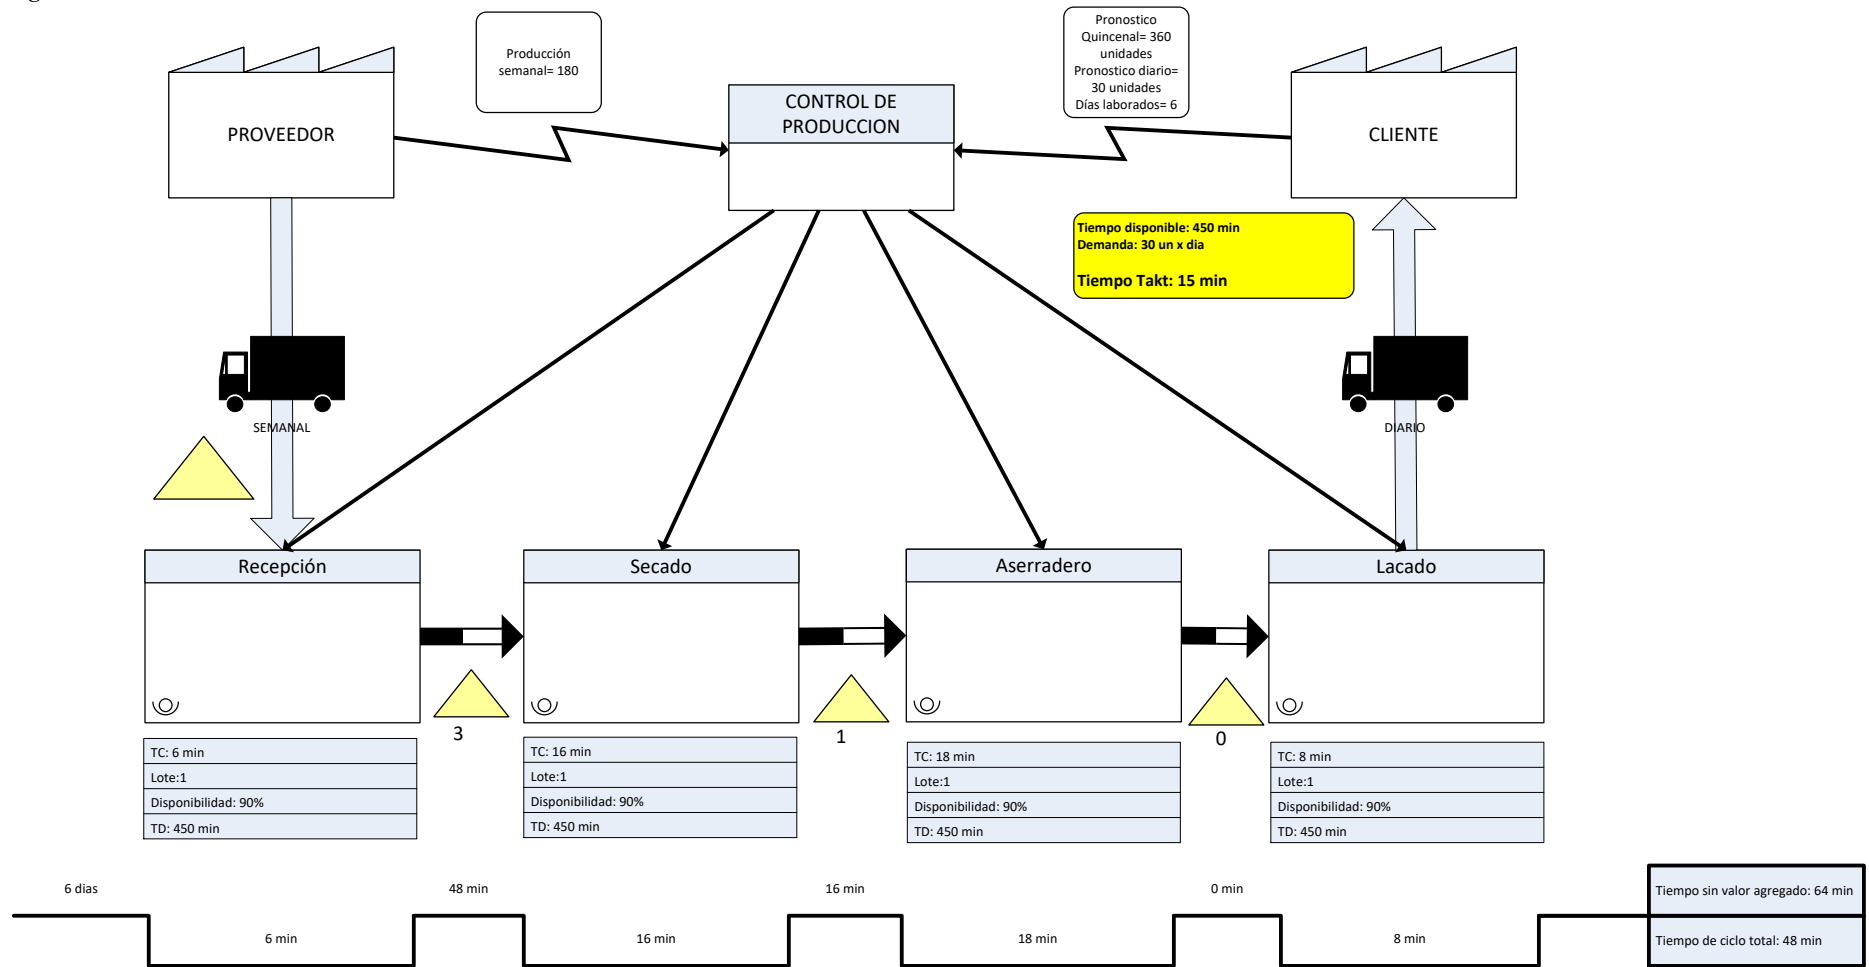 Producción
semanal= 180
Pronostico
Quincenal= 360
unidades
Pronostico diario=
30 unidades
Días laborados= 6
PROVEEDOR
CONTROL DE
PRODUCCION
CLIENTE
Tiempo disponible: 450 min
Demanda: 30 un x dia
Tiempo Takt: 15 min
SEMANAL
DIARIO
Recepción
Secado
Aserradero
Lacado
3
1
0
TC: 6 min
Lote:1
Disponibilidad: 90%
TD: 450 min
TC: 16 min
Lote:1
Disponibilidad: 90%
TD: 450 min
TC: 18 min
Lote:1
Disponibilidad: 90%
TD: 450 min
TC: 8 min
Lote:1
Disponibilidad: 90%
TD: 450 min
6 dias
48 min
16 min
0 min
Tiempo sin valor agregado: 64 min
6 min
16 min
18 min
8 min
Tiempo de ciclo total: 48 min